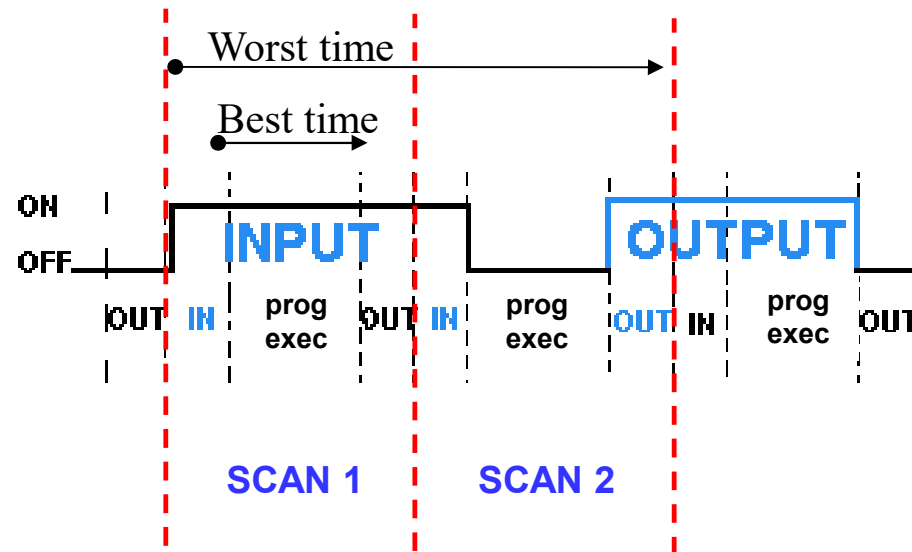 Worst time
Best time
ON
INPUT
OUTPUT
OFF
OUT IN prog exec OUT IN prog exec OUT IN prog exec OUT
SCAN 1 SCAN 2